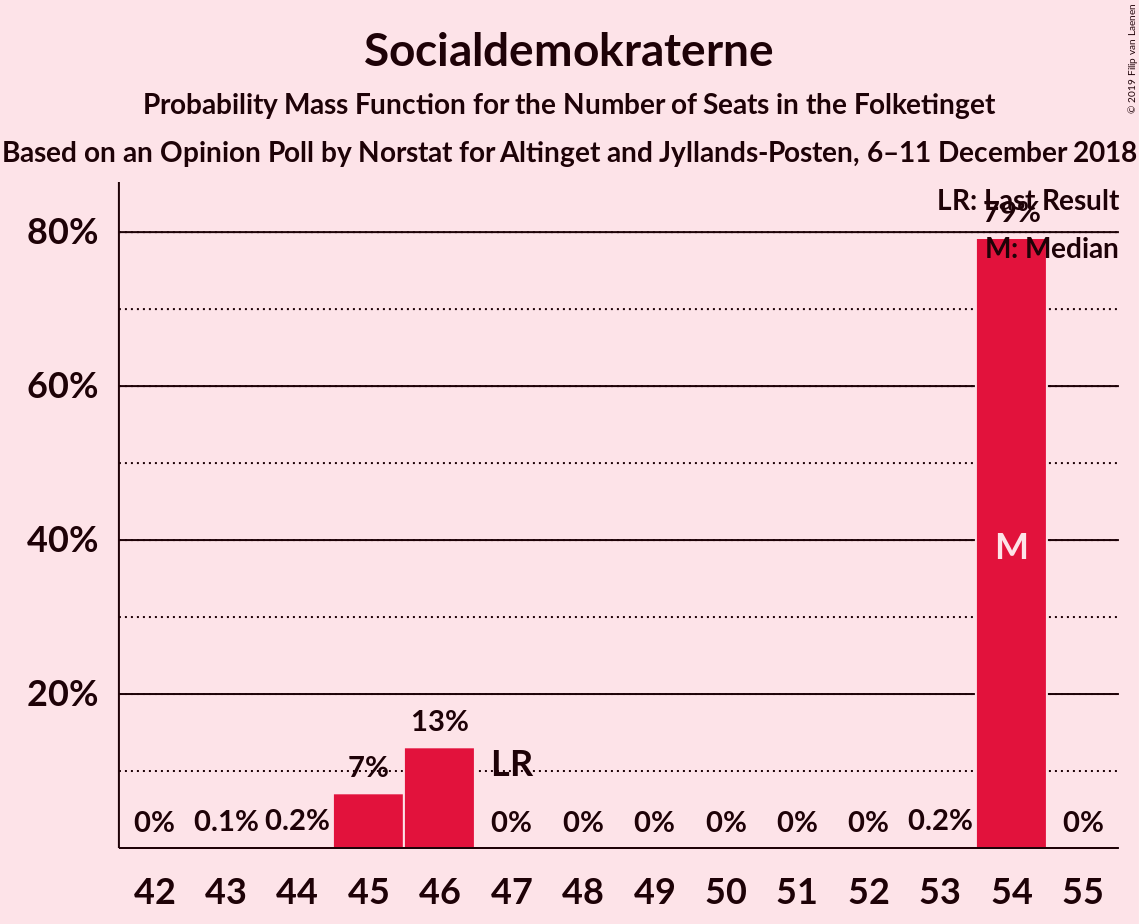 Socialdemokraterne
Probability Mass Function for the Number of Seats in the Folketinget
Based on an Opinion Poll by Norstat for Altinget and Jyllands-Posten, 6–11 December 2018
© 2019 Filip van Laenen
LR: Last Result
M: Median
80%
60%
40%
20%
0% 0.1% 0.2% 7% 13% 0% 0% 0% 0% 0% 0% 0.2% 79% 0%
LR
M
42 43 44 45 46 47 48 49 50 51 52 53 54 55